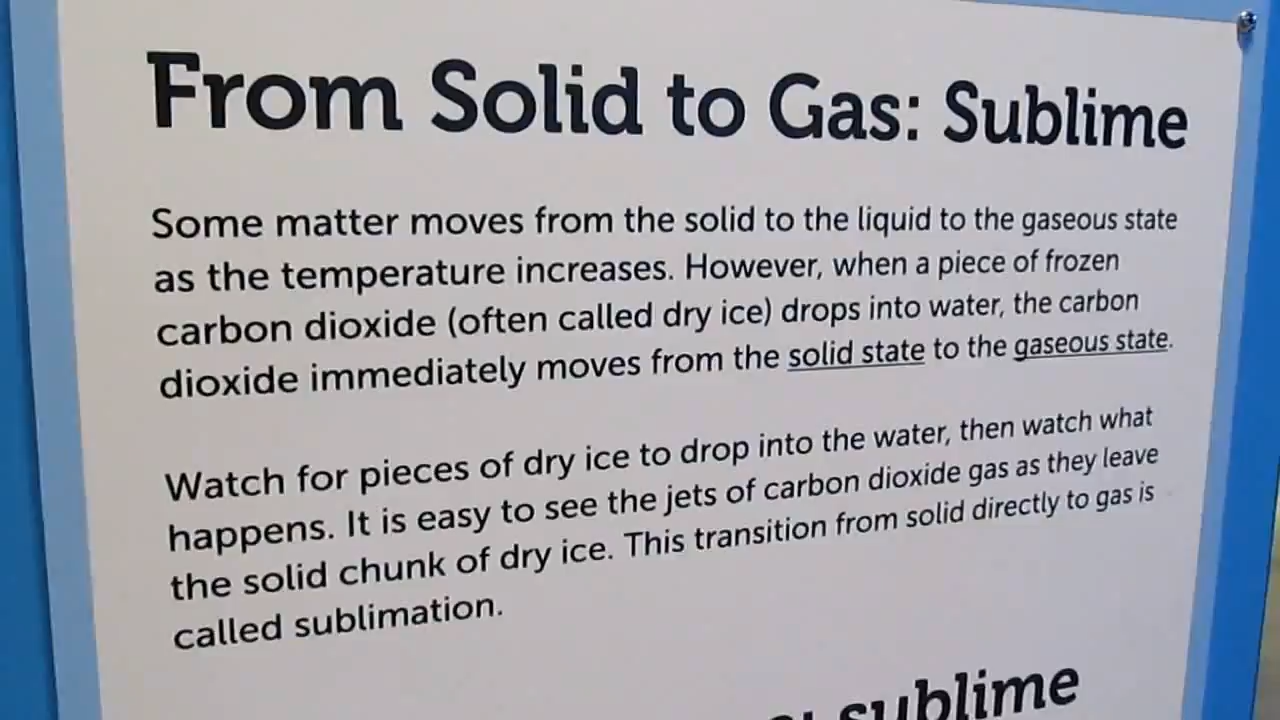 From Solid to Gas: Sublime
Some matter moves from the solid to the liquid to the gaseous state
as the temperature increases. However, when a piece of frozen
carbon dioxide (often called dry ice) drops into water, the carbon
dioxide immediately moves from the solid state to the gaseous state.
Watch for pieces of dry ice to drop into the water, then watch what
happens. It is easy to see the jets of carbon dioxide gas as they leave
the solid chunk of dry ice. This transition from solid directly to gas is
called sublimation.
sublime